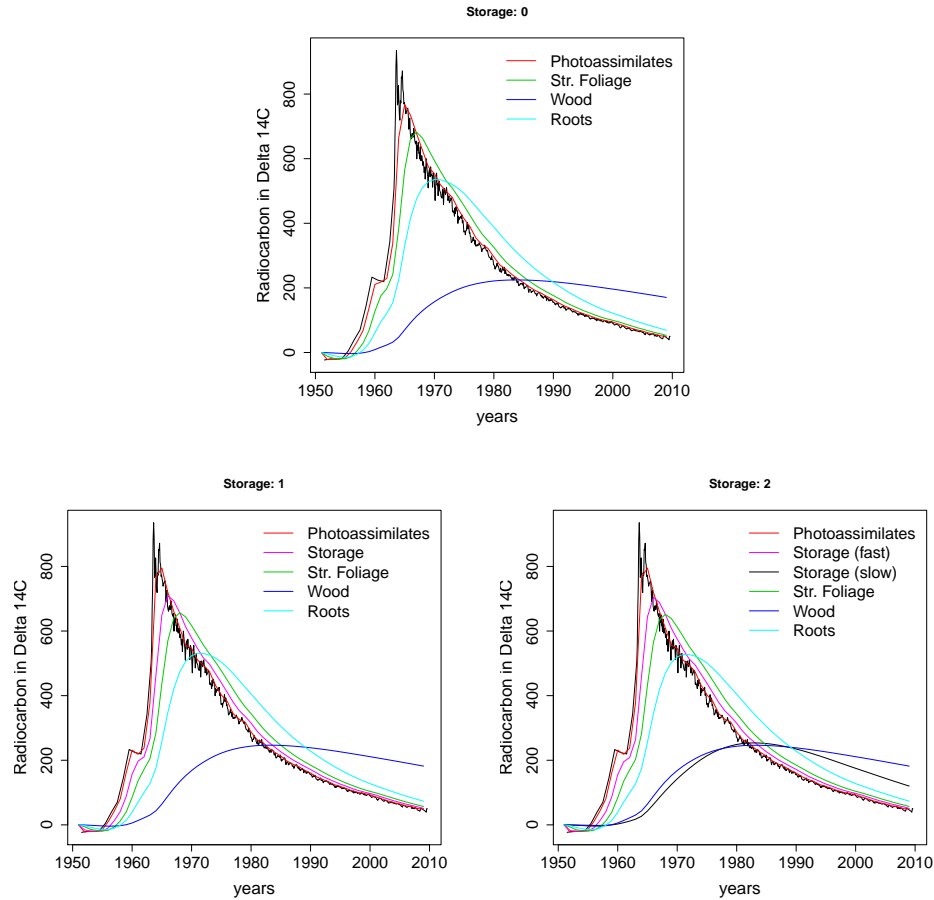 Storage: 0
Radiocarbon in Delta 14C
800
600
400
200
0
Photoassimilates
Str. Foliage
Wood
Roots
1950 1960 1970 1980 1990 2000 2010
years
Storage: 1
Radiocarbon in Delta 14C
800
600
400
200
0
Photoassimilates
Storage
Str. Foliage
Wood
Roots
1950 1960 1970 1980 1990 2000 2010
years
Storage: 2
Radiocarbon in Delta 14C
800
600
400
200
0
Photoassimilates
Storage (fast)
Storage (slow)
Str. Foliage
Wood
Roots
1950 1960 1970 1980 1990 2000 2010
years